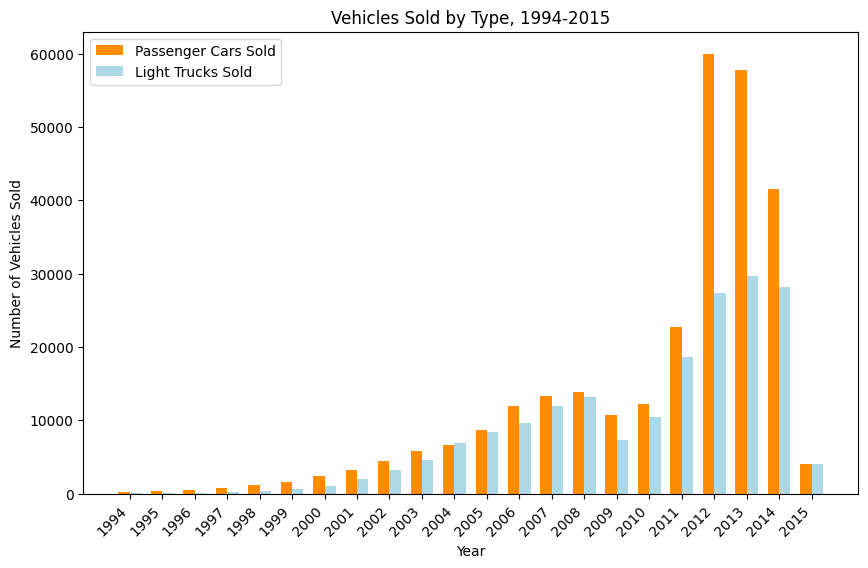 Vehicles Sold by Type, 1994-2015
Passenger Cars Sold
Light Trucks Sold
Number of Vehicles Sold
60000
50000
40000
30000
20000
10000
0
1994 1995 1996 1997 1998 1999 2000 2001 2002 2003 2004 2005 2006 2007 2008 2009 2010 2011 2012 2013 2014 2015
Year